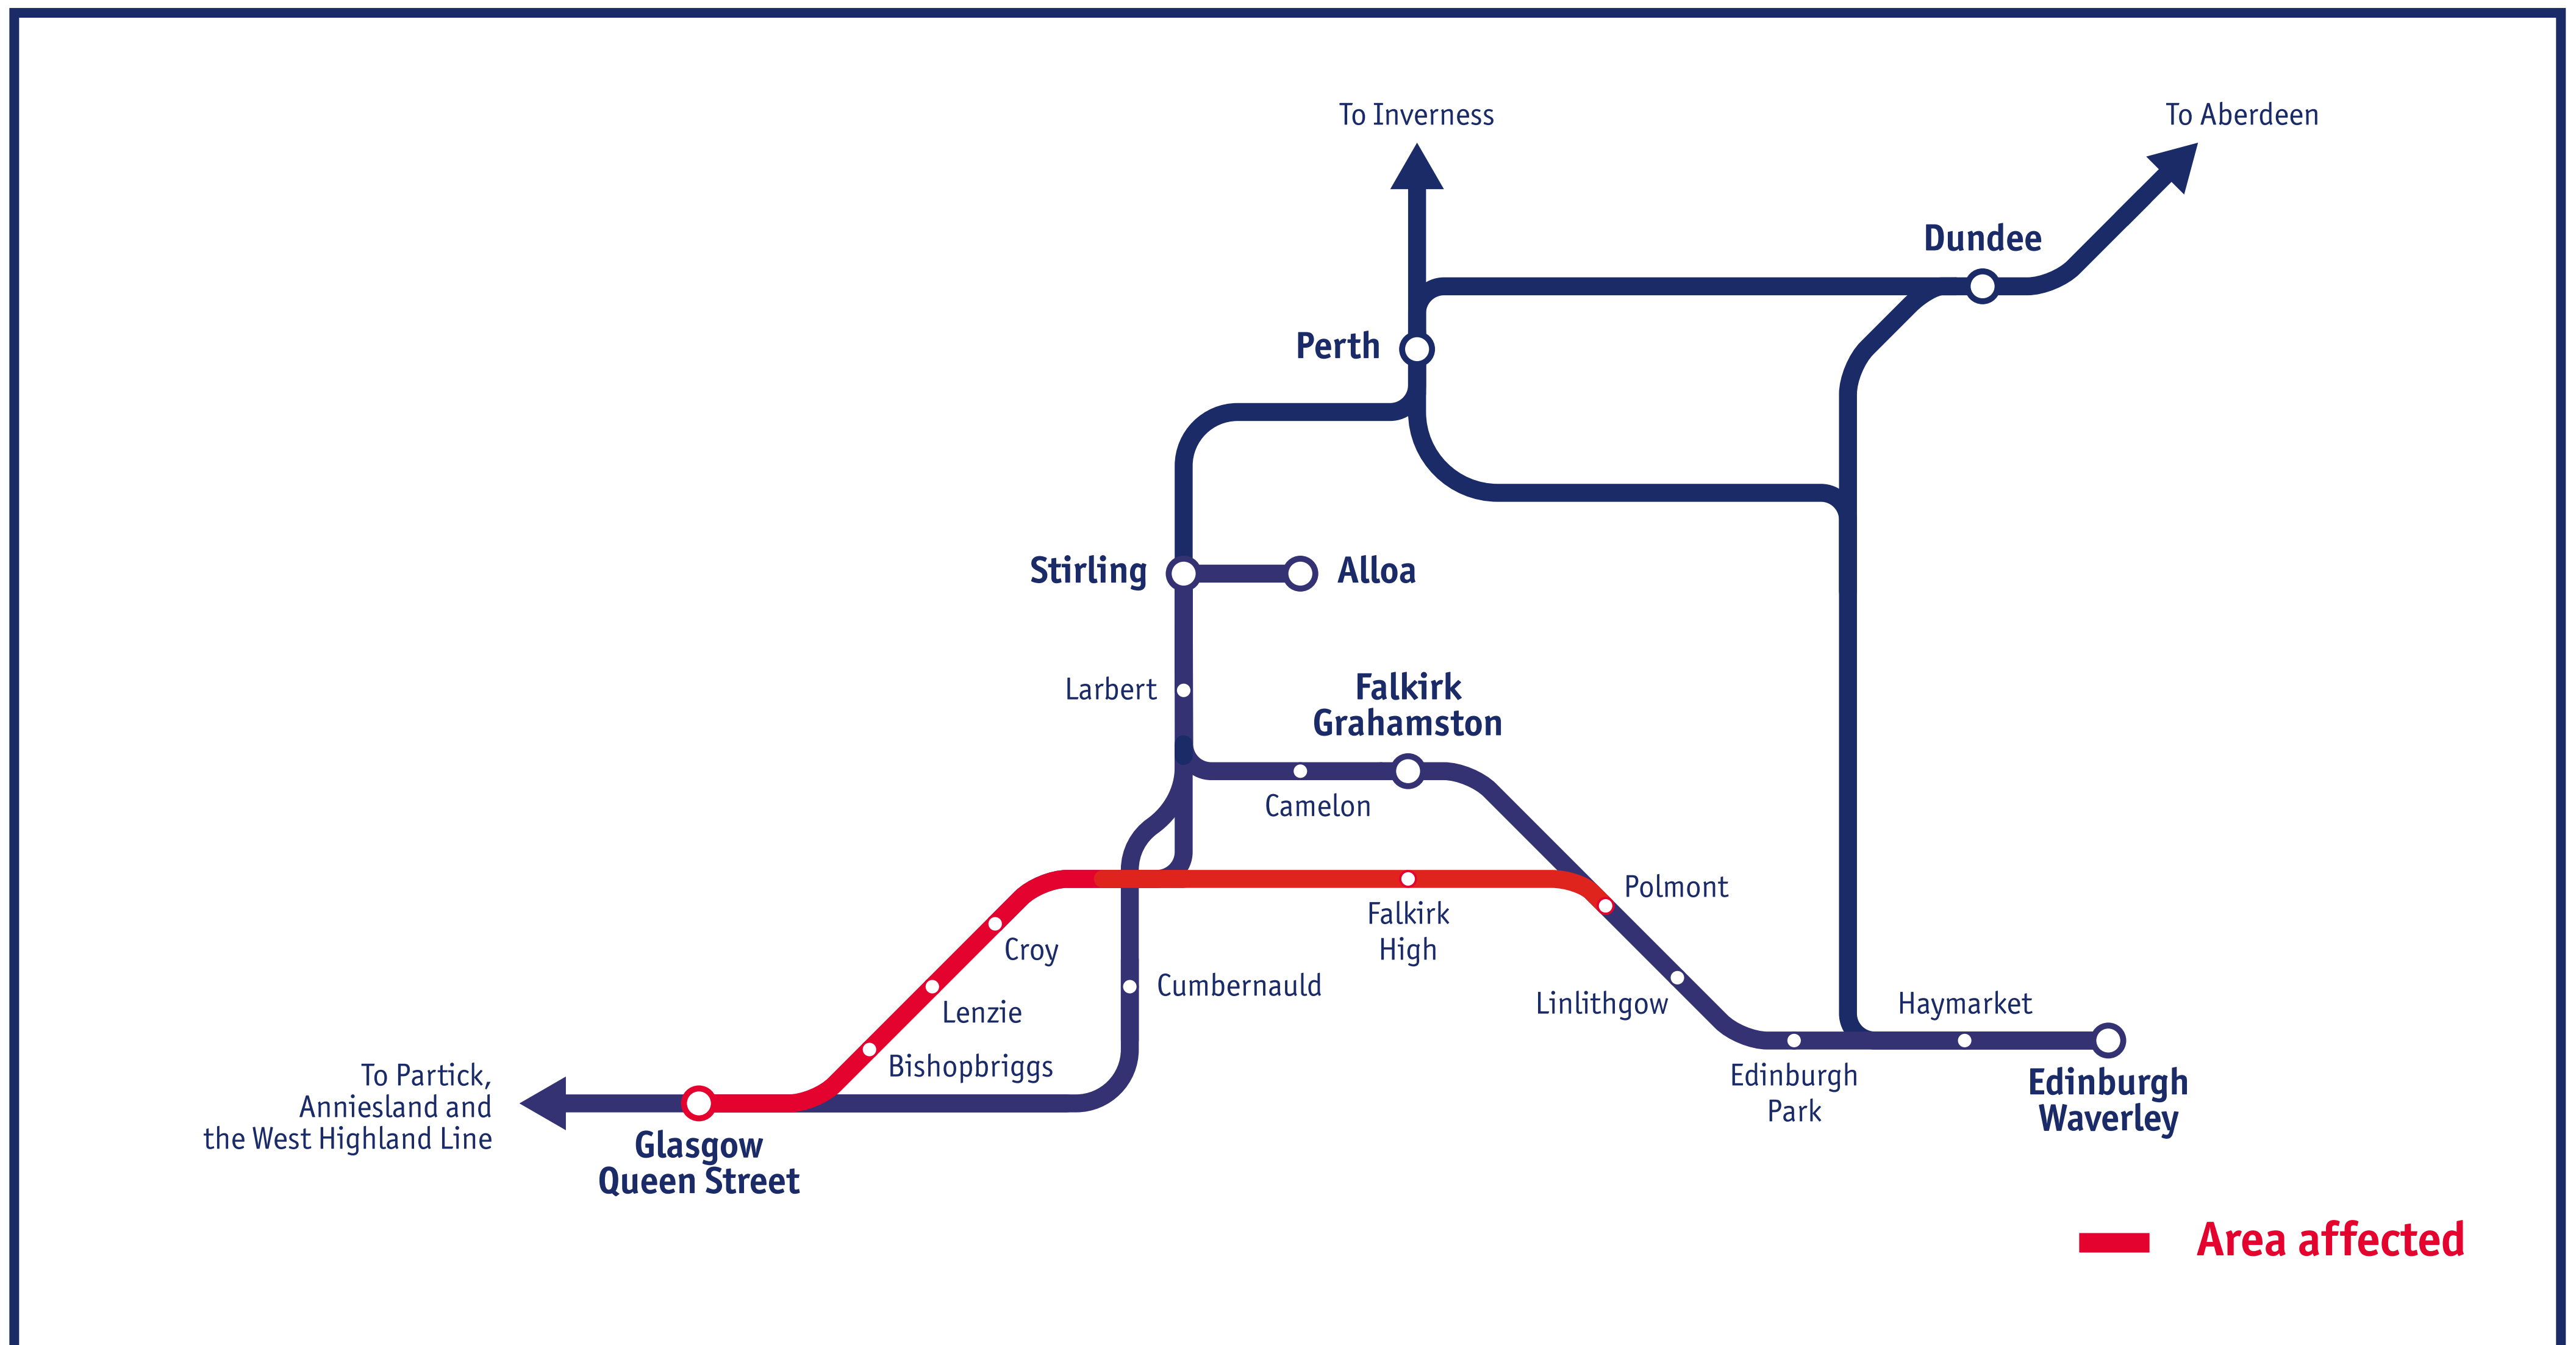 To Inverness
To Aberdeen
Dundee
Perth
Stirling
Alloa
Larbert
Falkirk
Grahamston
Camelon
Polmont
Falkirk
High
Croy
Cumbernauld
Lenzie
Linlithgow
Haymarket
Bishopbriggs
To Partick,
Anniesland and
the West Highland Line
Edinburgh
Park
Edinburgh
Waverley
Glasgow
Queen Street
Area affected